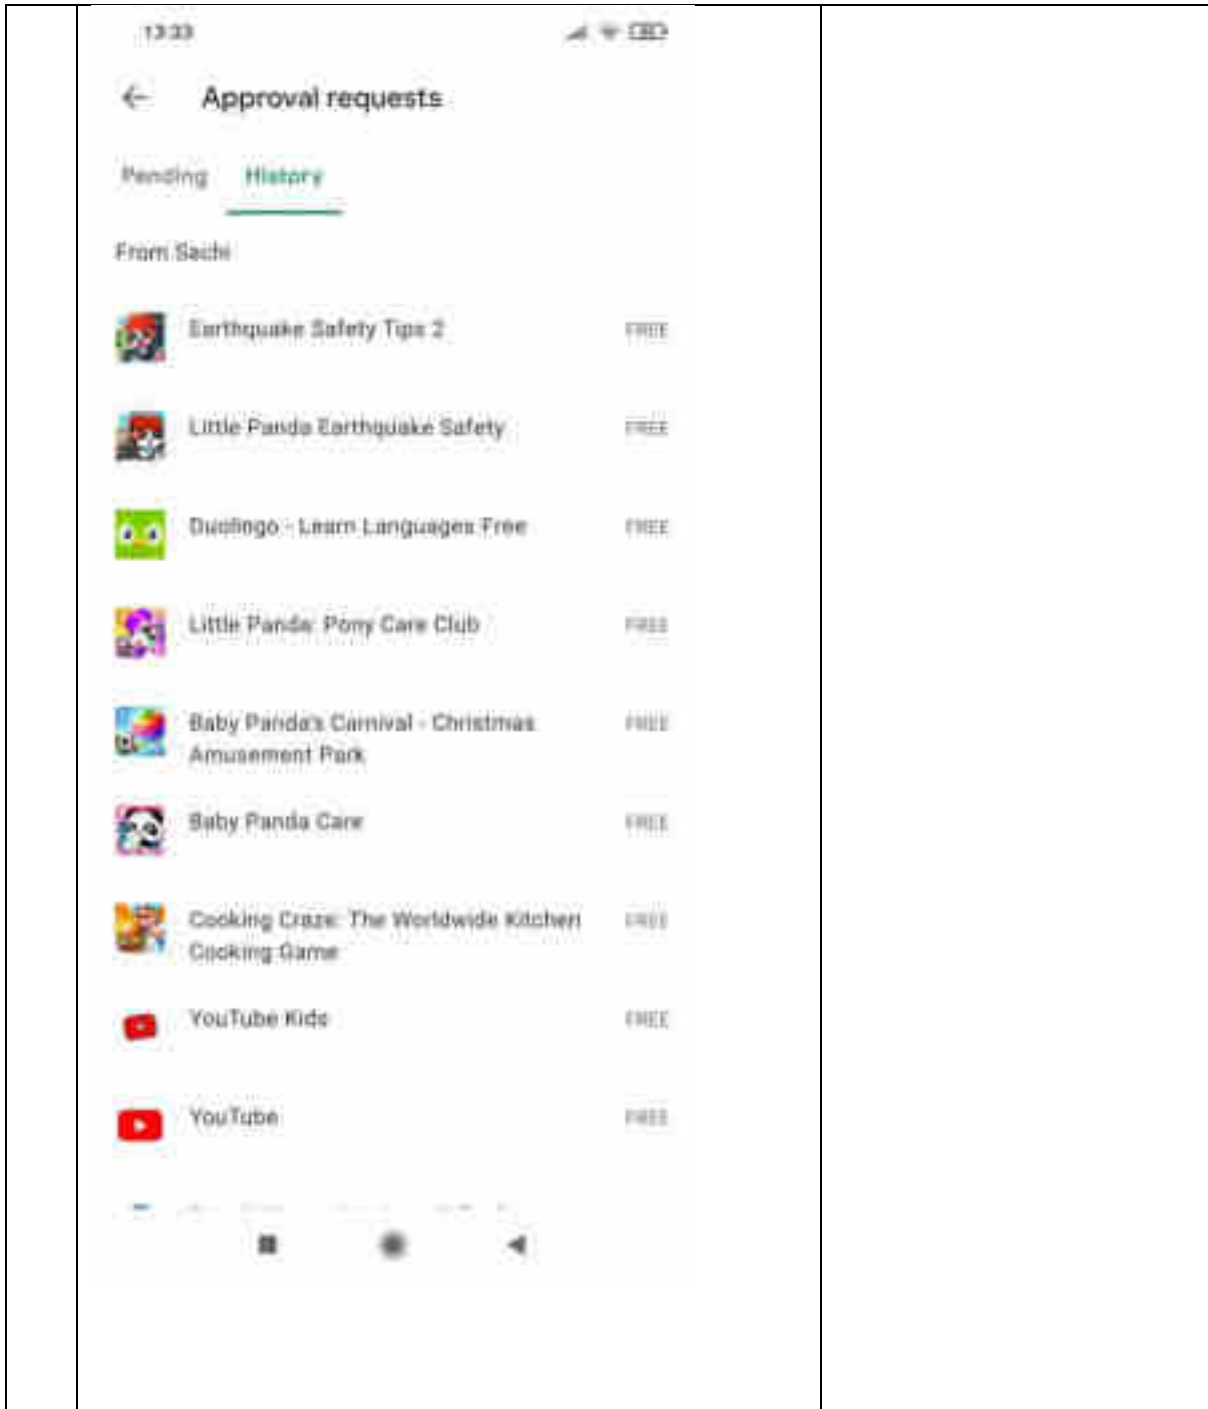 13:33
Approval requests
Pending History
From Sachi
Earthquake Safety Tips 2 FREE
Little Panda Earthquake Safety FREE
Duolingo - Learn Languages Free FREE
Little Panda: Pony Care Club FREE
Baby Panda's Carnival - Christmas FREE
Amusement Park
Baby Panda Care FREE
Cooking Craze: The Worldwide Kitchen FREE
Cooking Game
YouTube Kids FREE
YouTube FREE